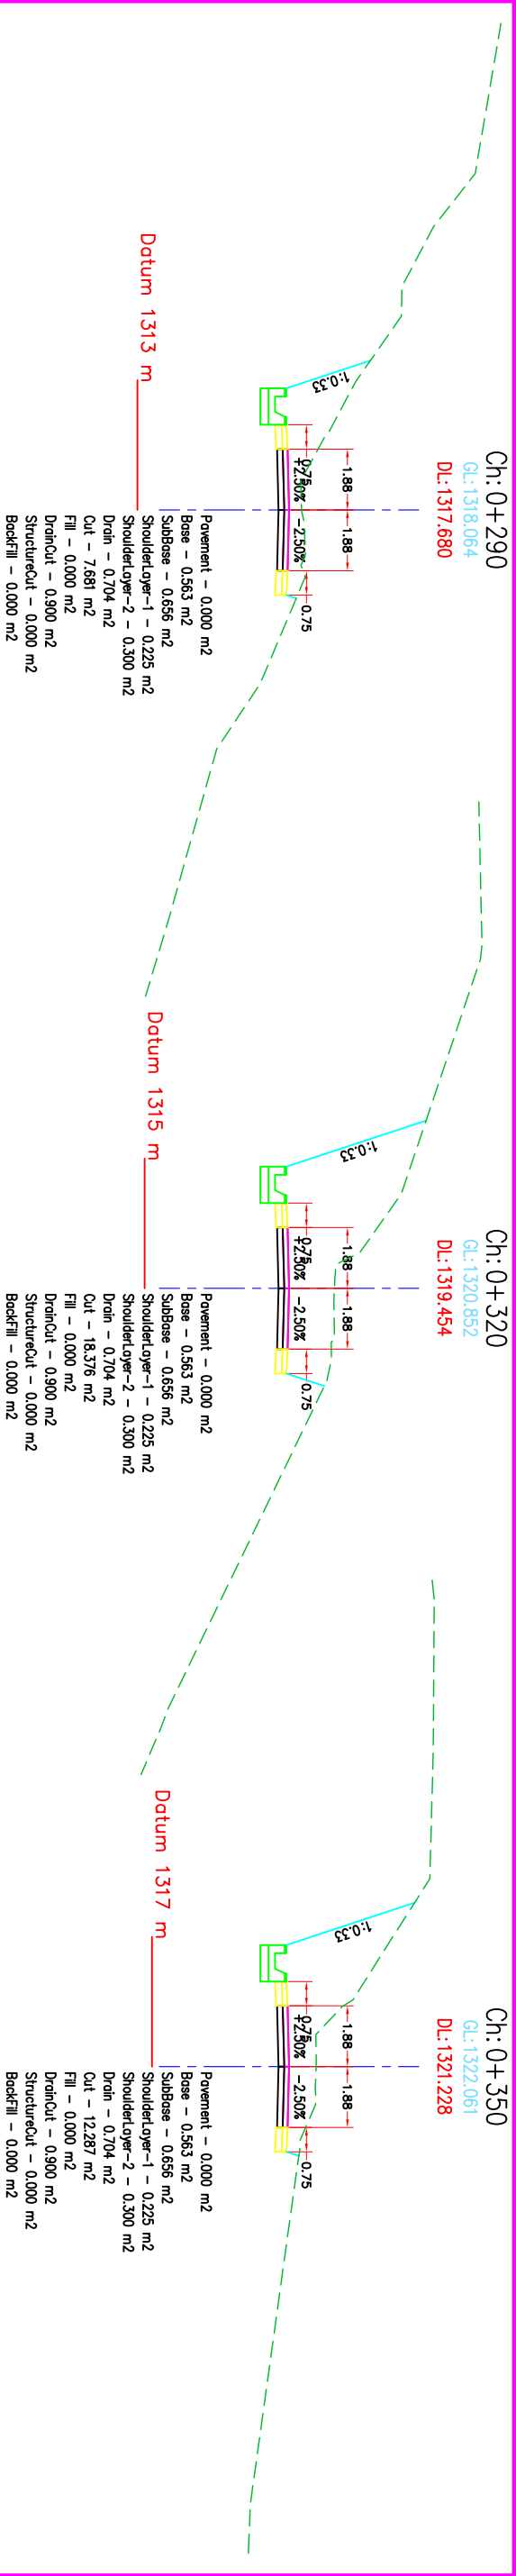 Ch: 0+290
GL:1318.064
DL:1317.680
1.88
1.88
0.75
0.75
+2.50%
-2.50%
1:0.33
Datum 1313 m
Pavement - 0.000 m2
Base - 0.563 m2
SubBase - 0.656 m2
ShoulderLayer-1 - 0.225 m2
ShoulderLayer-2 - 0.300 m2
Drain - 0.704 m2
Cut - 7.681 m2
Fill - 0.000 m2
DrainCut - 0.900 m2
StructureCut - 0.000 m2
BackFill - 0.000 m2
Ch: 0+320
GL:1320.852
DL:1319.454
1.88
1.88
0.75
0.75
+2.50%
-2.50%
1:0.33
Datum 1315 m
Pavement - 0.000 m2
Base - 0.563 m2
SubBase - 0.656 m2
ShoulderLayer-1 - 0.225 m2
ShoulderLayer-2 - 0.300 m2
Drain - 0.704 m2
Cut - 18.376 m2
Fill - 0.000 m2
DrainCut - 0.900 m2
StructureCut - 0.000 m2
BackFill - 0.000 m2
Ch: 0+350
GL:1322.061
DL:1321.228
1.88
1.88
0.75
0.75
+2.50%
-2.50%
1:0.33
Datum 1317 m
Pavement - 0.000 m2
Base - 0.563 m2
SubBase - 0.656 m2
ShoulderLayer-1 - 0.225 m2
ShoulderLayer-2 - 0.300 m2
Drain - 0.704 m2
Cut - 12.287 m2
Fill - 0.000 m2
DrainCut - 0.900 m2
StructureCut - 0.000 m2
BackFill - 0.000 m2